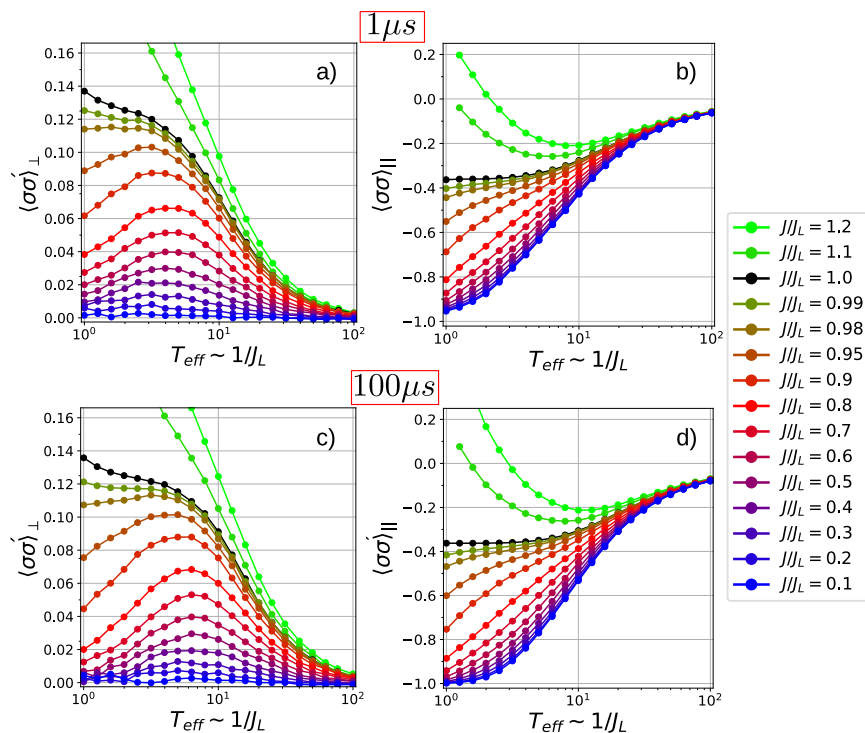 1μs
a)
b)
0.16
0.14
0.12
0.10
0.08
0.06
0.04
0.02
0.00
⟨σσ′⟩⊥
10⁰
10¹
10²
T_eff ~ 1/J_L
0.2
0.0
−0.2
−0.4
−0.6
−0.8
−1.0
⟨σσ′⟩||
10⁰
10¹
10²
T_eff ~ 1/J_L
100μs
c)
d)
0.16
0.14
0.12
0.10
0.08
0.06
0.04
0.02
0.00
⟨σσ′⟩⊥
10⁰
10¹
10²
T_eff ~ 1/J_L
0.2
0.0
−0.2
−0.4
−0.6
−0.8
−1.0
⟨σσ′⟩||
10⁰
10¹
10²
T_eff ~ 1/J_L
J/J_L = 1.2
J/J_L = 1.1
J/J_L = 1.0
J/J_L = 0.99
J/J_L = 0.98
J/J_L = 0.95
J/J_L = 0.9
J/J_L = 0.8
J/J_L = 0.7
J/J_L = 0.6
J/J_L = 0.5
J/J_L = 0.4
J/J_L = 0.3
J/J_L = 0.2
J/J_L = 0.1